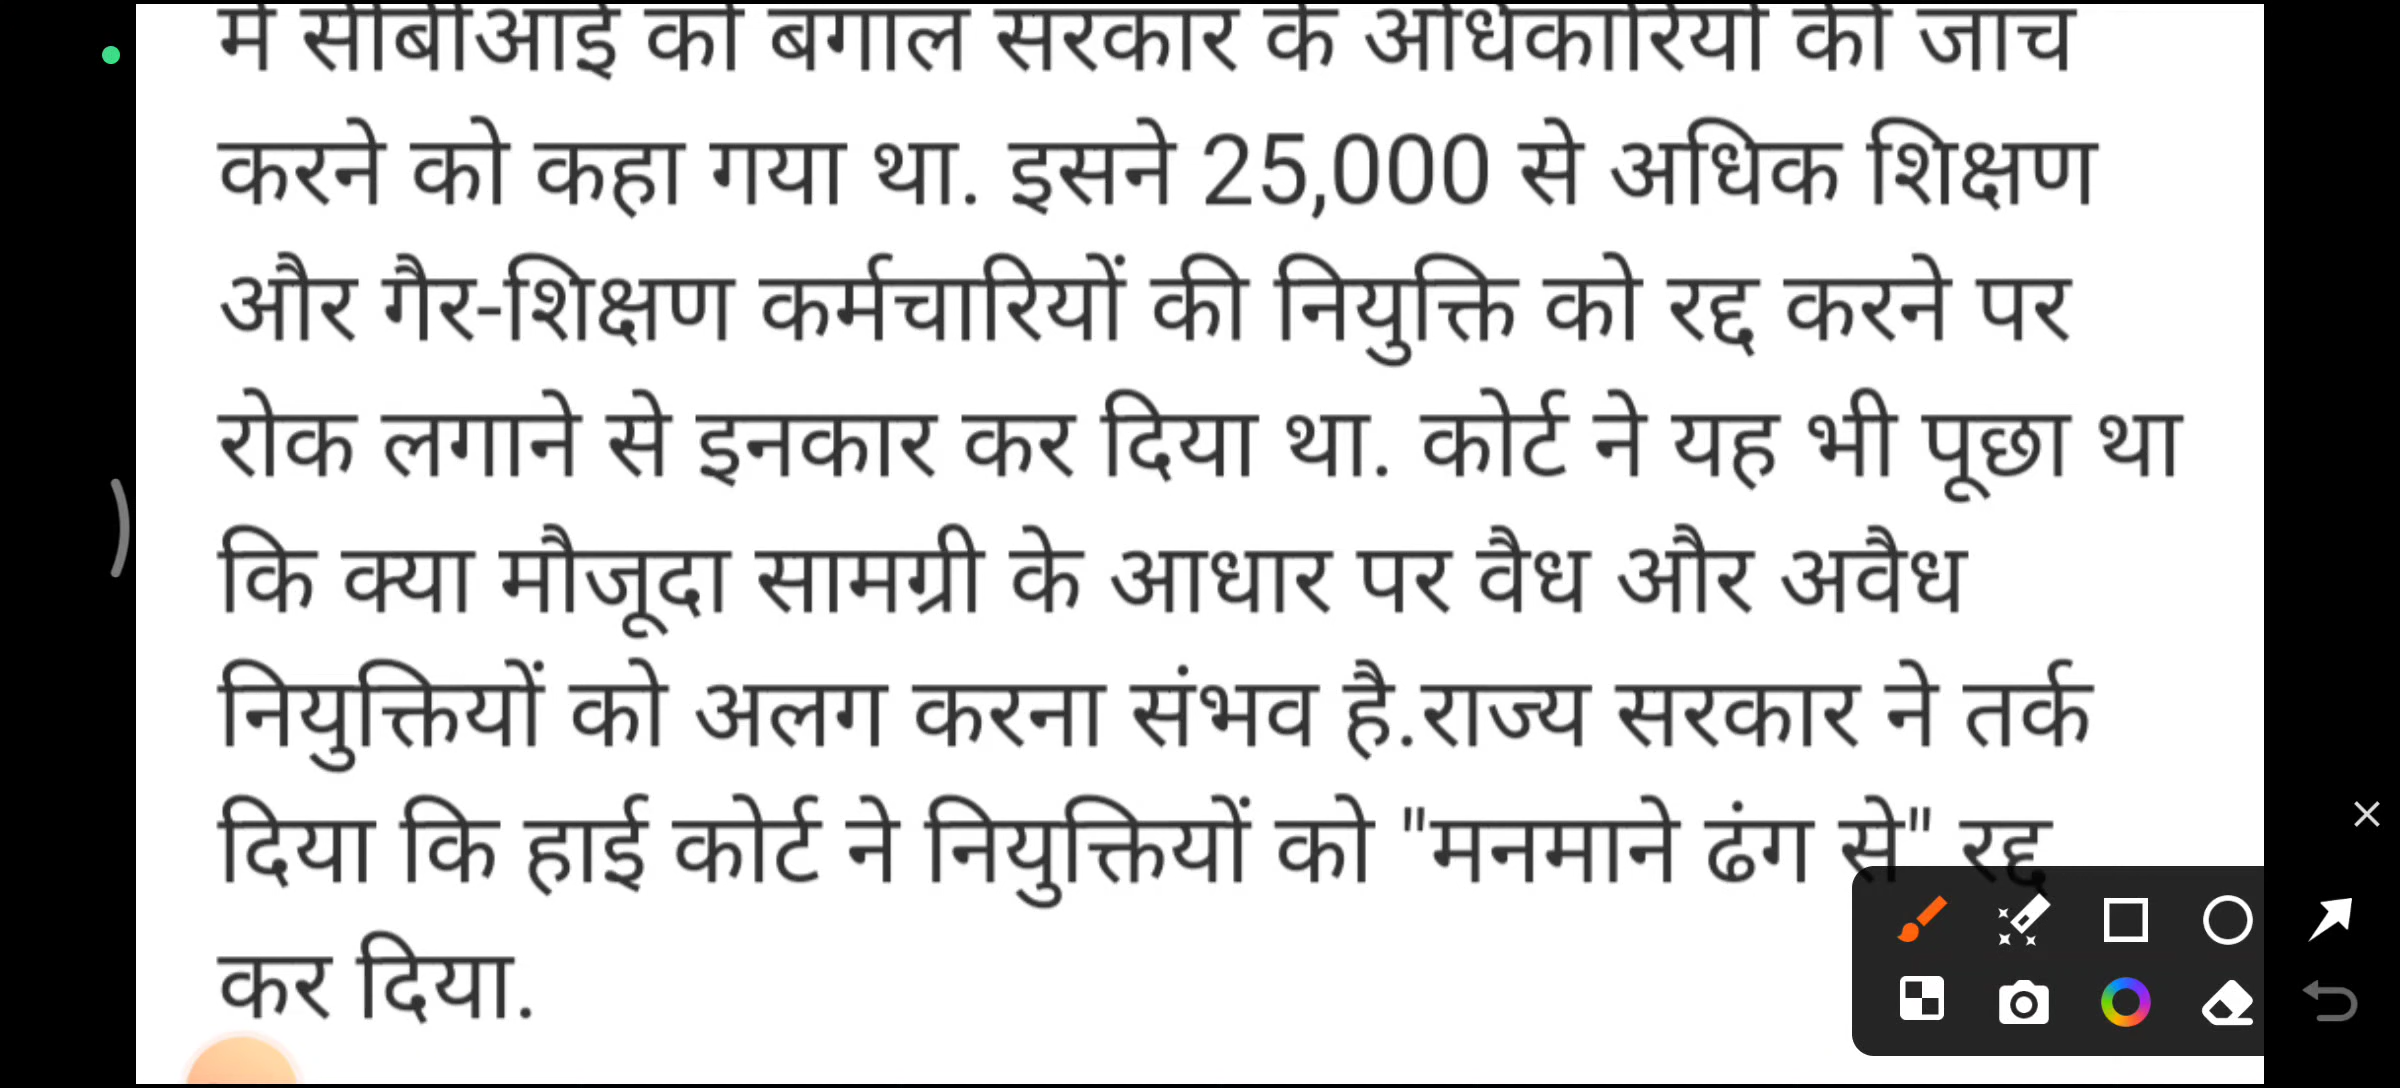 में सीबीआई को बंगाल सरकार के अधिकारियों की जांच
करने को कहा गया था. इसने 25,000 से अधिक शिक्षण
और गैर-शिक्षण कर्मचारियों की नियुक्ति को रद्द करने पर
रोक लगाने से इनकार कर दिया था. कोर्ट ने यह भी पूछा था
कि क्या मौजूदा सामग्री के आधार पर वैध और अवैध
नियुक्तियों को अलग करना संभव है.राज्य सरकार ने तर्क
दिया कि हाई कोर्ट ने नियुक्तियों को "मनमाने ढंग से" रद्द
कर दिया.